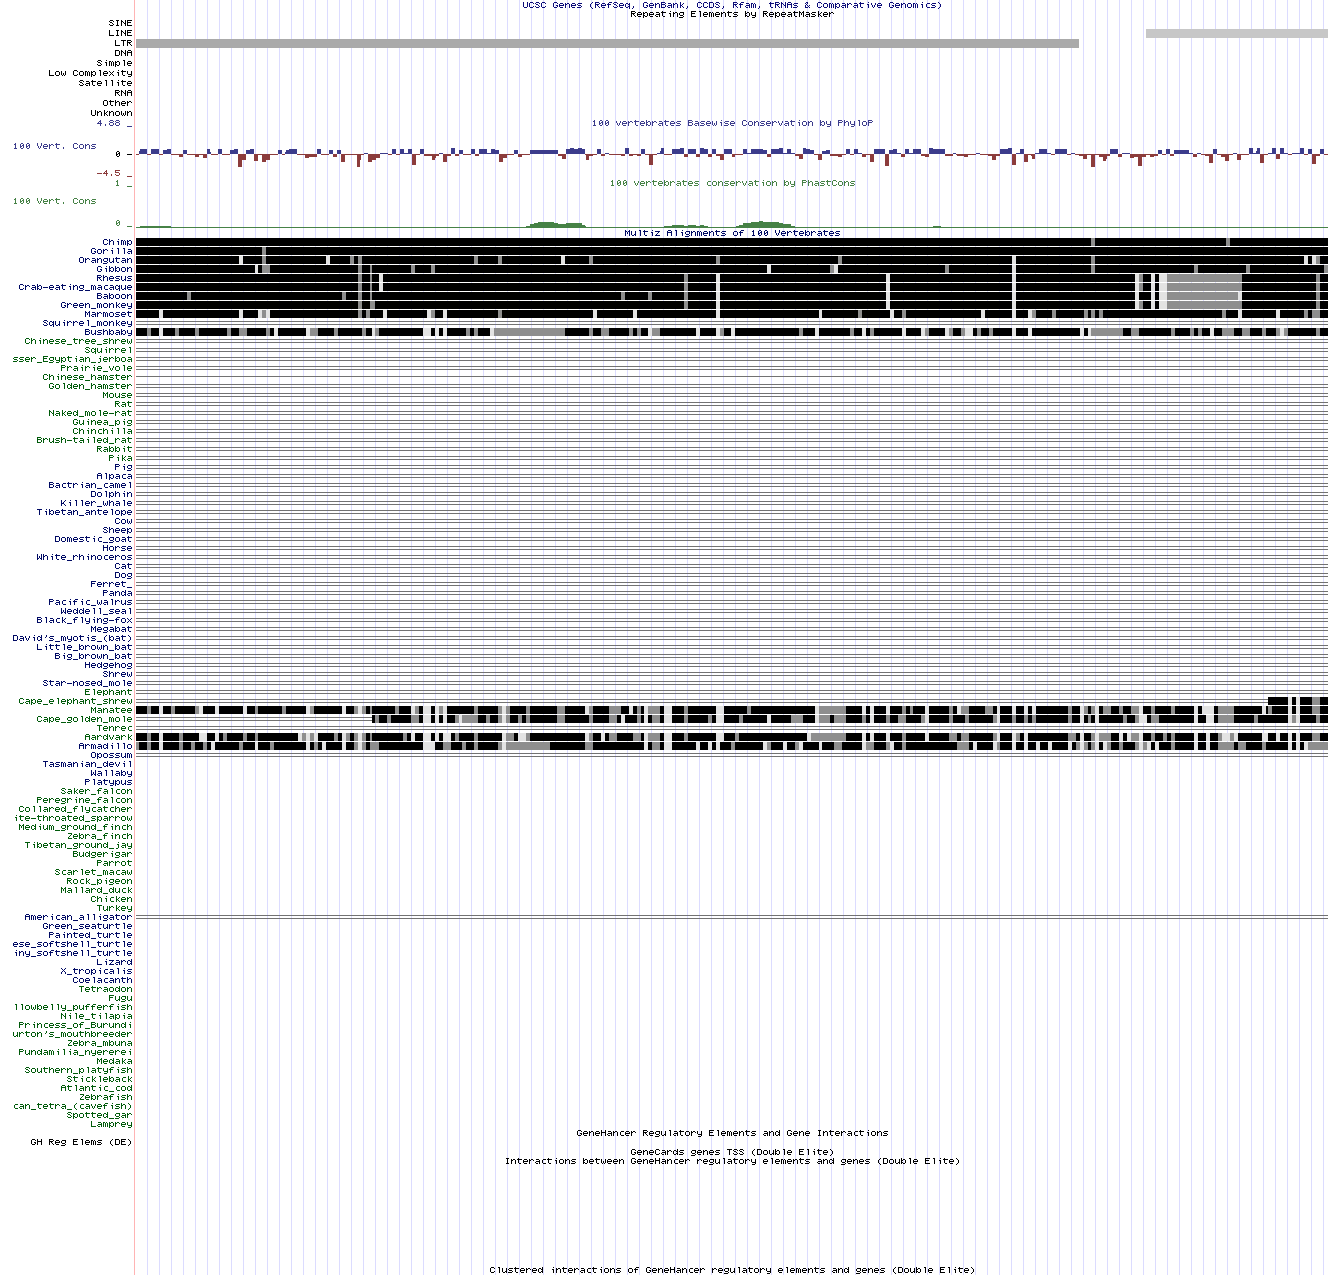 UCSC Genes (RefSeq, GenBank, CCDS, Rfam, tRNAs & Comparative Genomics)
Repeating Elements by RepeatMasker
SINE
LINE
LTR
DNA
Simple
Low Complexity
Satellite
RNA
Other
Unknown
4.88 _
100 vertebrates Basewise Conservation by PhyloP
100 Vert. Cons
0 -
-4.5 _
1 _
100 vertebrates conservation by PhastCons
100 Vert. Cons
0 _
Multiz Alignments of 100 Vertebrates
Chimp
Gorilla
Orangutan
Gibbon
Rhesus
Crab-eating_macaque
Baboon
Green_monkey
Marmoset
Squirrel_monkey
Bushbaby
Chinese_tree_shrew
Squirrel
sser_Egyptian_jerboa
Prairie_vole
Chinese_hamster
Golden_hamster
Mouse
Rat
Naked_mole-rat
Guinea_pig
Chinchilla
Brush-tailed_rat
Rabbit
Pika
Pig
Alpaca
Bactrian_camel
Dolphin
Killer_whale
Tibetan_antelope
Cow
Sheep
Domestic_goat
Horse
White_rhinoceros
Cat
Dog
Ferret_
Panda
Pacific_walrus
Weddell_seal
Black_flying-fox
Megabat
David's_myotis_(bat)
Little_brown_bat
Big_brown_bat
Hedgehog
Shrew
Star-nosed_mole
Elephant
Cape_elephant_shrew
Manatee
Cape_golden_mole
Tenrec
Aardvark
Armadillo
Opossum
Tasmanian_devil
Wallaby
Platypus
Saker_falcon
Peregrine_falcon
Collared_flycatcher
ite-throated_sparrow
Medium_ground_finch
Zebra_finch
Tibetan_ground_jay
Budgerigar
Parrot
Scarlet_macaw
Rock_pigeon
Mallard_duck
Chicken
Turkey
American_alligator
Green_seaturtle
Painted_turtle
ese_softshell_turtle
iny_softshell_turtle
Lizard
X_tropicalis
Coelacanth
Tetraodon
Fugu
llowbelly_pufferfish
Nile_tilapia
Princess_of_Burundi
urton's_mouthbreeder
Zebra_mbuna
Pundamilia_nyererei
Medaka
Southern_platyfish
Stickleback
Atlantic_cod
Zebrafish
can_tetra_(cavefish)
Spotted_gar
Lamprey
GeneHancer Regulatory Elements and Gene Interactions
GH Reg Elems (DE)
GeneCards genes TSS (Double Elite)
Interactions between GeneHancer regulatory elements and genes (Double Elite)
Clustered interactions of GeneHancer regulatory elements and genes (Double Elite)